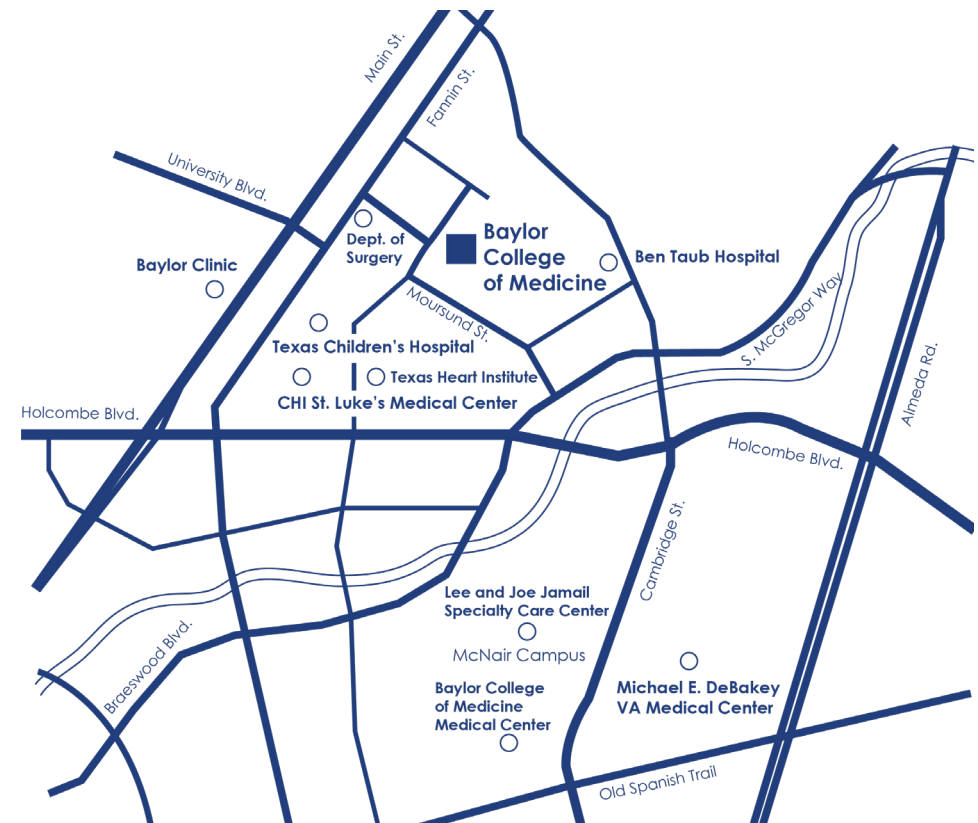 Main St.
Fannin St.
University Blvd.
Dept. of
Surgery
Baylor
College
of Medicine
Baylor Clinic
Ben Taub Hospital
Moursund St.
S. McGregor Way
Texas Children's Hospital
Texas Heart Institute
CHI St. Luke's Medical Center
Almeda Rd.
Holcombe Blvd.
Holcombe Blvd.
Cambridge St.
Lee and Joe Jamail
Specialty Care Center
McNair Campus
Braeswood Blvd.
Baylor College
of Medicine
Medical Center
Michael E. DeBakey
VA Medical Center
Old Spanish Trail